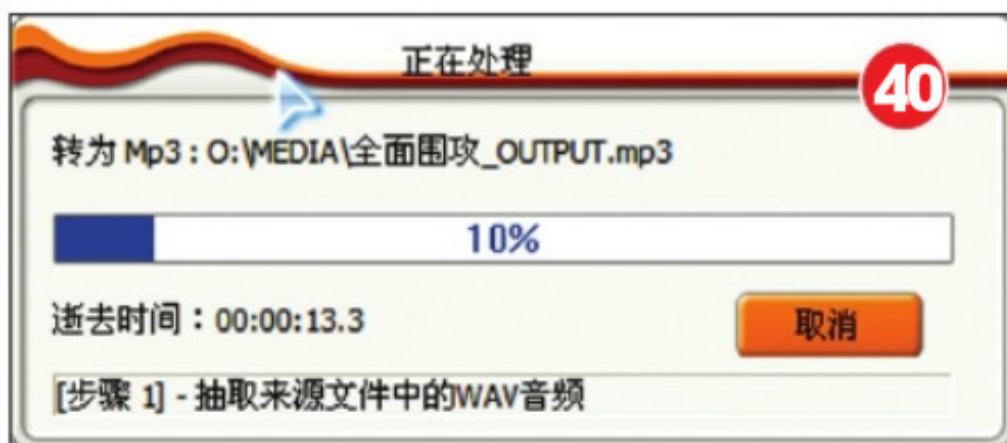 正在处理
40
转为 Mp3 : O:\MEDIA\全面围攻_OUTPUT.mp3
10%
逝去时间：00:00:13.3
取消
[步骤 1] - 抽取来源文件中的WAV音频